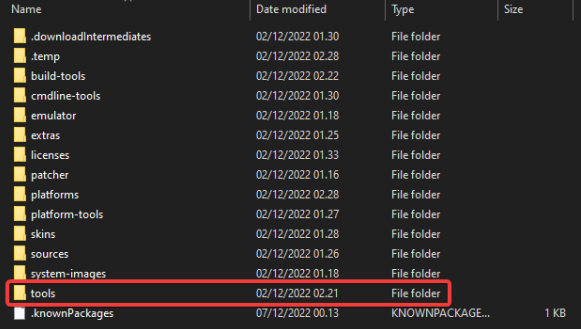 Name Date modified Type Size
.downloadIntermediates 02/12/2022 01.30 File folder
.temp 02/12/2022 02.28 File folder
build-tools 02/12/2022 02.22 File folder
cmdline-tools 02/12/2022 01.30 File folder
emulator 02/12/2022 01.18 File folder
extras 02/12/2022 01.25 File folder
licenses 02/12/2022 01.33 File folder
patcher 02/12/2022 01.16 File folder
platforms 02/12/2022 02.28 File folder
platform-tools 02/12/2022 01.27 File folder
skins 02/12/2022 01.28 File folder
sources 02/12/2022 01.26 File folder
system-images 02/12/2022 01.18 File folder
tools 02/12/2022 02.21 File folder
.knownPackages 07/12/2022 00.13 KNOWNPACKAGE... 1 KB